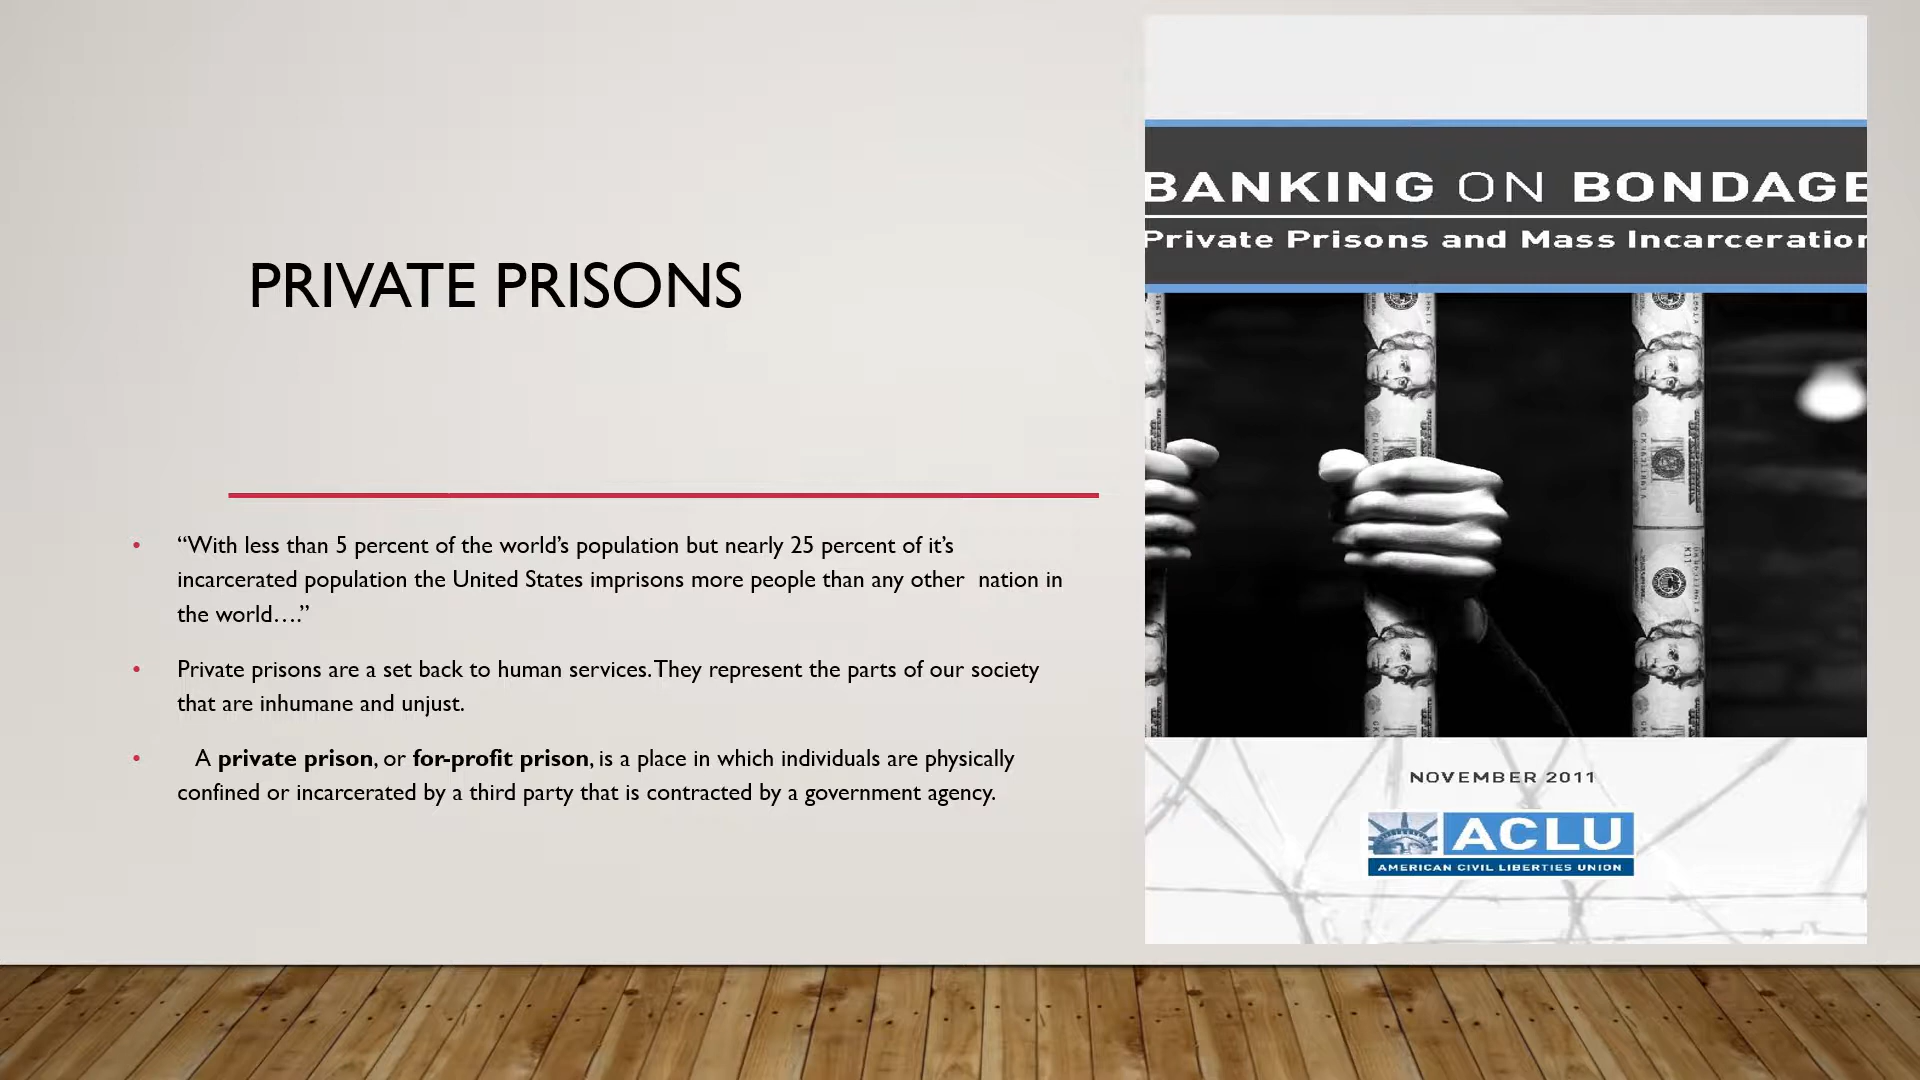 PRIVATE PRISONS
“With less than 5 percent of the world’s population but nearly 25 percent of it’s
incarcerated population the United States imprisons more people than any other nation in
the world….”
Private prisons are a set back to human services. They represent the parts of our society
that are inhumane and unjust.
A private prison, or for-profit prison, is a place in which individuals are physically
confined or incarcerated by a third party that is contracted by a government agency.
BANKING ON BONDAGE
Private Prisons and Mass Incarceration
NOVEMBER 2011
ACLU
AMERICAN CIVIL LIBERTIES UNION